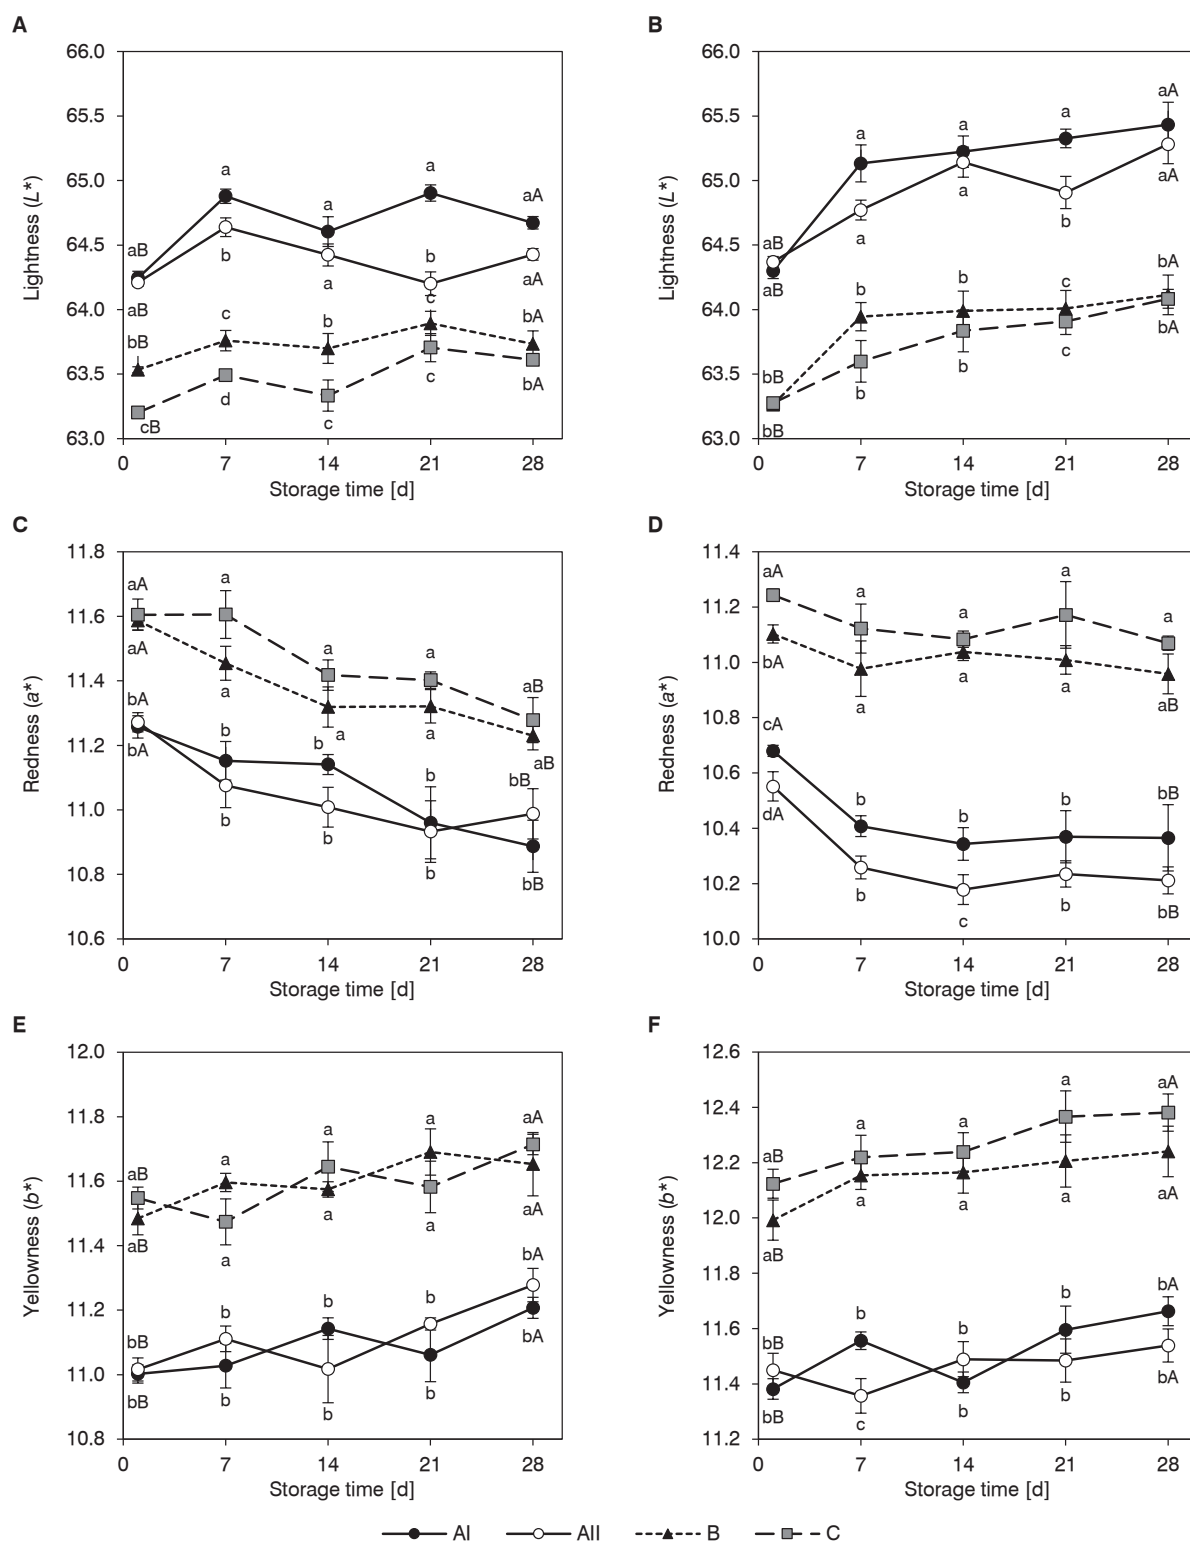 A
B
66.0
65.5
65.0
64.5
64.0
63.5
63.0
Lightness (L*)
0 7 14 21 28
Storage time [d]
aB a a a aA
aB b a b aA
bB c b c bA
cB d c c bA
66.0
65.5
65.0
64.5
64.0
63.5
63.0
Lightness (L*)
0 7 14 21 28
Storage time [d]
aB a a a aA
aB a a b aA
bB b b c bA
bB b b c bA
C
D
11.8
11.6
11.4
11.2
11.0
10.8
10.6
Redness (a*)
0 7 14 21 28
Storage time [d]
aA a a a aB
aA a a a aB
bA b b b bB
bA b b b bB
11.4
11.2
11.0
10.8
10.6
10.4
10.2
10.0
Redness (a*)
0 7 14 21 28
Storage time [d]
aA a a a a
bA a a a aB
cA b b b bB
dA b c b bB
E
F
12.0
11.8
11.6
11.4
11.2
11.0
10.8
Yellowness (b*)
0 7 14 21 28
Storage time [d]
aB a a a aA
aB a a a aA
bB b b b bA
bB b b b bA
12.6
12.4
12.2
12.0
11.8
11.6
11.4
11.2
Yellowness (b*)
0 7 14 21 28
Storage time [d]
aB a a a aA
aB a a a aA
bB b b b bA
bB c b b bA
AI AII B C